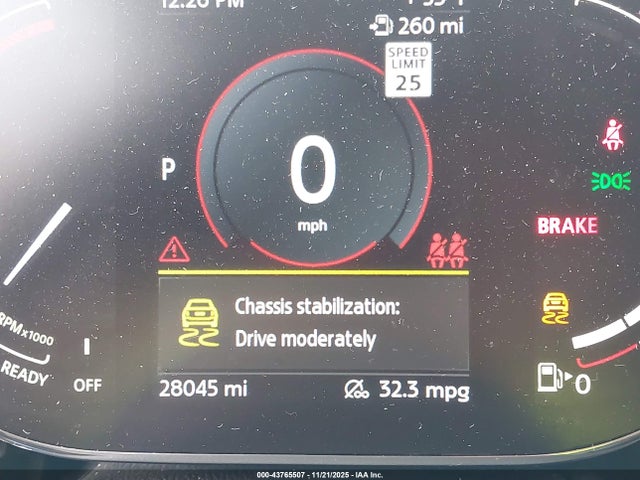 12:26 PM
260 mi
SPEED
LIMIT
25
P
0
mph
BRAKE
Chassis stabilization:
Drive moderately
RPM x1000
READY
OFF
0
28045 mi
32.3 mpg
000-43765507 - 11/21/2025 - IAA Inc.